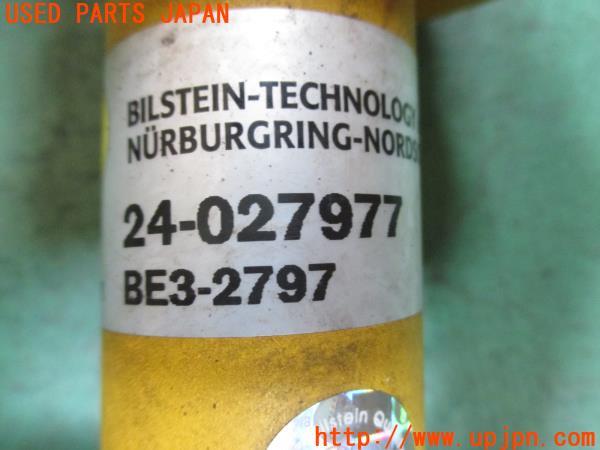 USED PARTS JAPAN
BILSTEIN-TECHNOLOGY
NÜRBURGRING-NORDS
24-027977
BE3-2797
http://www.upjpn.com/